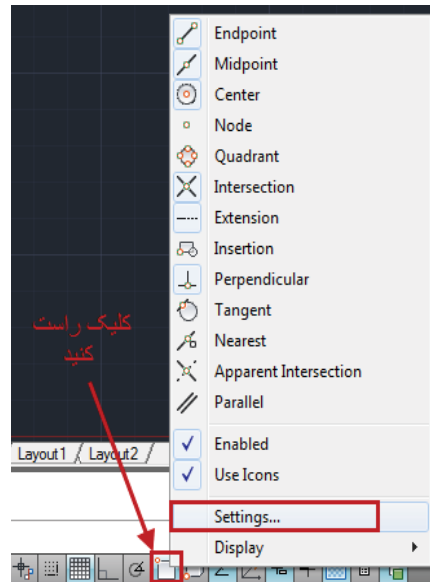 Endpoint
Midpoint
Center
Node
Quadrant
Intersection
Extension
Insertion
Perpendicular
Tangent
Nearest
Apparent Intersection
Parallel
Enabled
Use Icons
Settings...
Display
کلیک راست
کنید
Layout1 / Layout2 /